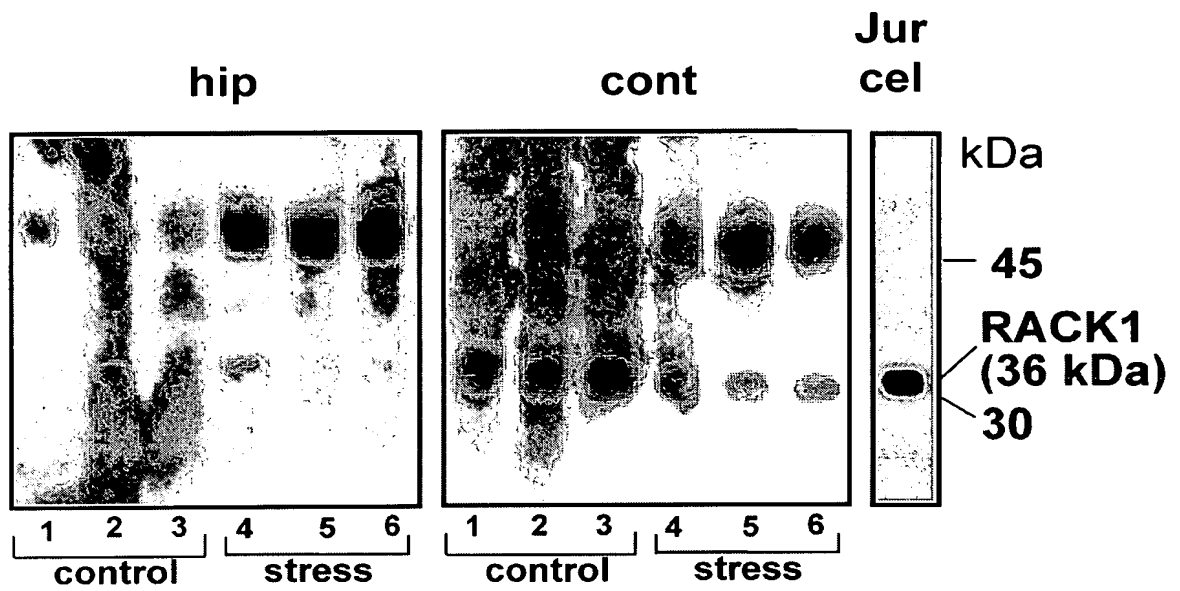 Jur
cel
hip
cont
kDa
45
RACK1
(36 kDa)
30
1 2 3 4 5 6
1 2 3 4 5 6
control stress
control stress